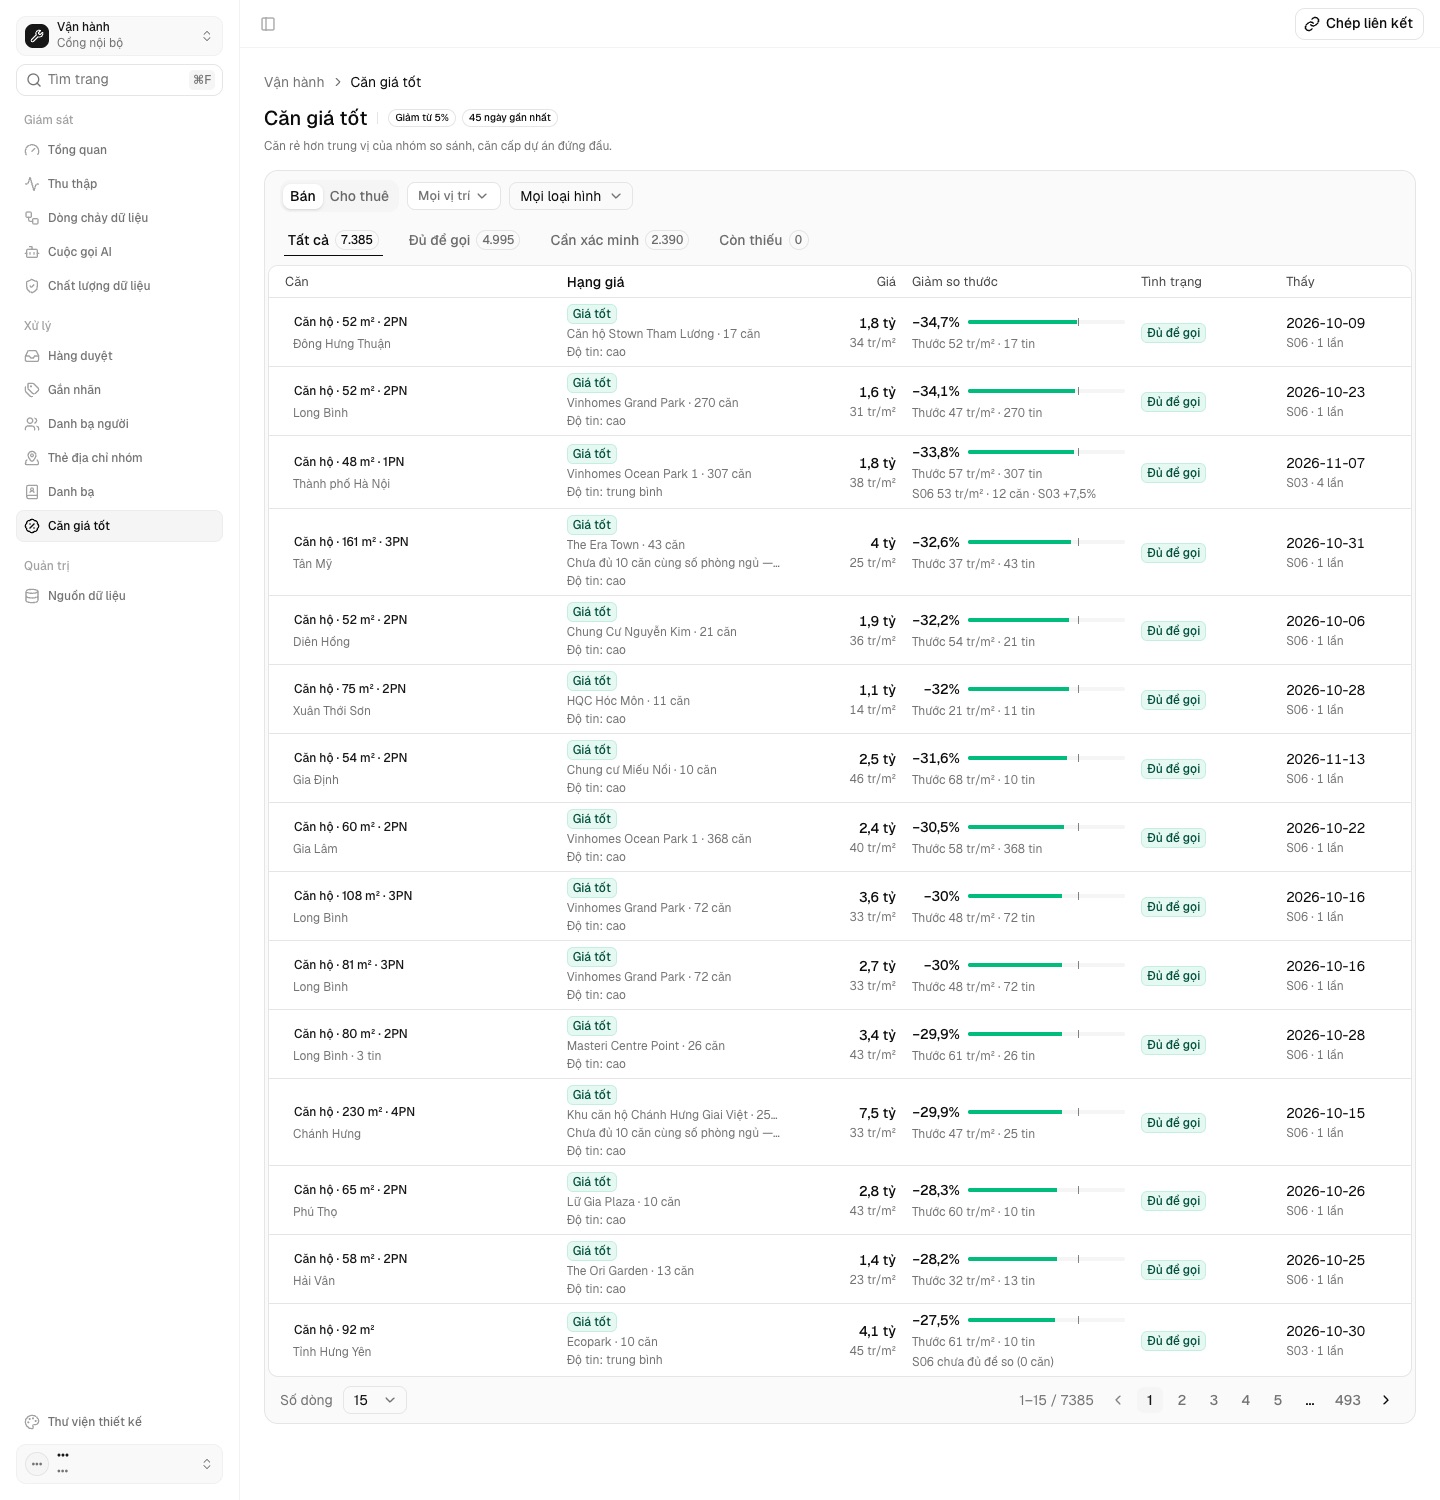 Vận hành
Cổng nội bộ
Tìm trang
⌘F
Giám sát
Tổng quan
Thu thập
Dòng chảy dữ liệu
Cuộc gọi AI
Chất lượng dữ liệu
Xử lý
Hàng duyệt
Gắn nhãn
Danh bạ người
Thẻ địa chỉ nhóm
Danh bạ
Căn giá tốt
Quản trị
Nguồn dữ liệu
Thư viện thiết kế
Chép liên kết
Vận hành > Căn giá tốt
Căn giá tốt
Giảm từ 5%
45 ngày gần nhất
Căn rẻ hơn trung vị của nhóm so sánh, căn cấp dự án đứng đầu.
Bán Cho thuê Mọi vị trí Mọi loại hình
Tất cả 7.385 Đủ để gọi 4.995 Cần xác minh 2.390 Còn thiếu 0
Căn Hạng giá Giá Giảm so thước Tình trạng Thấy
Căn hộ · 52 m² · 2PN
Đông Hưng Thuận
Giá tốt
Căn hộ Stown Tham Lương · 17 căn
Độ tin: cao
1,8 tỷ
34 tr/m²
−34,7%
Thước 52 tr/m² · 17 tin
Đủ để gọi
2026-10-09
S06 · 1 lần
Căn hộ · 52 m² · 2PN
Long Bình
Giá tốt
Vinhomes Grand Park · 270 căn
Độ tin: cao
1,6 tỷ
31 tr/m²
−34,1%
Thước 47 tr/m² · 270 tin
Đủ để gọi
2026-10-23
S06 · 1 lần
Căn hộ · 48 m² · 1PN
Thành phố Hà Nội
Giá tốt
Vinhomes Ocean Park 1 · 307 căn
Độ tin: trung bình
1,8 tỷ
38 tr/m²
−33,8%
Thước 57 tr/m² · 307 tin
S06 53 tr/m² · 12 căn · S03 +7,5%
Đủ để gọi
2026-11-07
S03 · 4 lần
Căn hộ · 161 m² · 3PN
Tân Mỹ
Giá tốt
The Era Town · 43 căn
Chưa đủ 10 căn cùng số phòng ngủ —…
Độ tin: cao
4 tỷ
25 tr/m²
−32,6%
Thước 37 tr/m² · 43 tin
Đủ để gọi
2026-10-31
S06 · 1 lần
Căn hộ · 52 m² · 2PN
Diên Hồng
Giá tốt
Chung Cư Nguyễn Kim · 21 căn
Độ tin: cao
1,9 tỷ
36 tr/m²
−32,2%
Thước 54 tr/m² · 21 tin
Đủ để gọi
2026-10-06
S06 · 1 lần
Căn hộ · 75 m² · 2PN
Xuân Thới Sơn
Giá tốt
HQC Hóc Môn · 11 căn
Độ tin: cao
1,1 tỷ
14 tr/m²
−32%
Thước 21 tr/m² · 11 tin
Đủ để gọi
2026-10-28
S06 · 1 lần
Căn hộ · 54 m² · 2PN
Gia Định
Giá tốt
Chung cư Miếu Nổi · 10 căn
Độ tin: cao
2,5 tỷ
46 tr/m²
−31,6%
Thước 68 tr/m² · 10 tin
Đủ để gọi
2026-11-13
S06 · 1 lần
Căn hộ · 60 m² · 2PN
Gia Lâm
Giá tốt
Vinhomes Ocean Park 1 · 368 căn
Độ tin: cao
2,4 tỷ
40 tr/m²
−30,5%
Thước 58 tr/m² · 368 tin
Đủ để gọi
2026-10-22
S06 · 1 lần
Căn hộ · 108 m² · 3PN
Long Bình
Giá tốt
Vinhomes Grand Park · 72 căn
Độ tin: cao
3,6 tỷ
33 tr/m²
−30%
Thước 48 tr/m² · 72 tin
Đủ để gọi
2026-10-16
S06 · 1 lần
Căn hộ · 81 m² · 3PN
Long Bình
Giá tốt
Vinhomes Grand Park · 72 căn
Độ tin: cao
2,7 tỷ
33 tr/m²
−30%
Thước 48 tr/m² · 72 tin
Đủ để gọi
2026-10-16
S06 · 1 lần
Căn hộ · 80 m² · 2PN
Long Bình · 3 tin
Giá tốt
Masteri Centre Point · 26 căn
Độ tin: cao
3,4 tỷ
43 tr/m²
−29,9%
Thước 61 tr/m² · 26 tin
Đủ để gọi
2026-10-28
S06 · 1 lần
Căn hộ · 230 m² · 4PN
Chánh Hưng
Giá tốt
Khu căn hộ Chánh Hưng Giai Việt · 25…
Chưa đủ 10 căn cùng số phòng ngủ —…
Độ tin: cao
7,5 tỷ
33 tr/m²
−29,9%
Thước 47 tr/m² · 25 tin
Đủ để gọi
2026-10-15
S06 · 1 lần
Căn hộ · 65 m² · 2PN
Phú Thọ
Giá tốt
Lữ Gia Plaza · 10 căn
Độ tin: cao
2,8 tỷ
43 tr/m²
−28,3%
Thước 60 tr/m² · 10 tin
Đủ để gọi
2026-10-26
S06 · 1 lần
Căn hộ · 58 m² · 2PN
Hải Vân
Giá tốt
The Ori Garden · 13 căn
Độ tin: cao
1,4 tỷ
23 tr/m²
−28,2%
Thước 32 tr/m² · 13 tin
Đủ để gọi
2026-10-25
S06 · 1 lần
Căn hộ · 92 m²
Tỉnh Hưng Yên
Giá tốt
Ecopark · 10 căn
Độ tin: trung bình
4,1 tỷ
45 tr/m²
−27,5%
Thước 61 tr/m² · 10 tin
S06 chưa đủ để so (0 căn)
Đủ để gọi
2026-10-30
S03 · 1 lần
Số dòng 15
1–15 / 7385 1 2 3 4 5 … 493